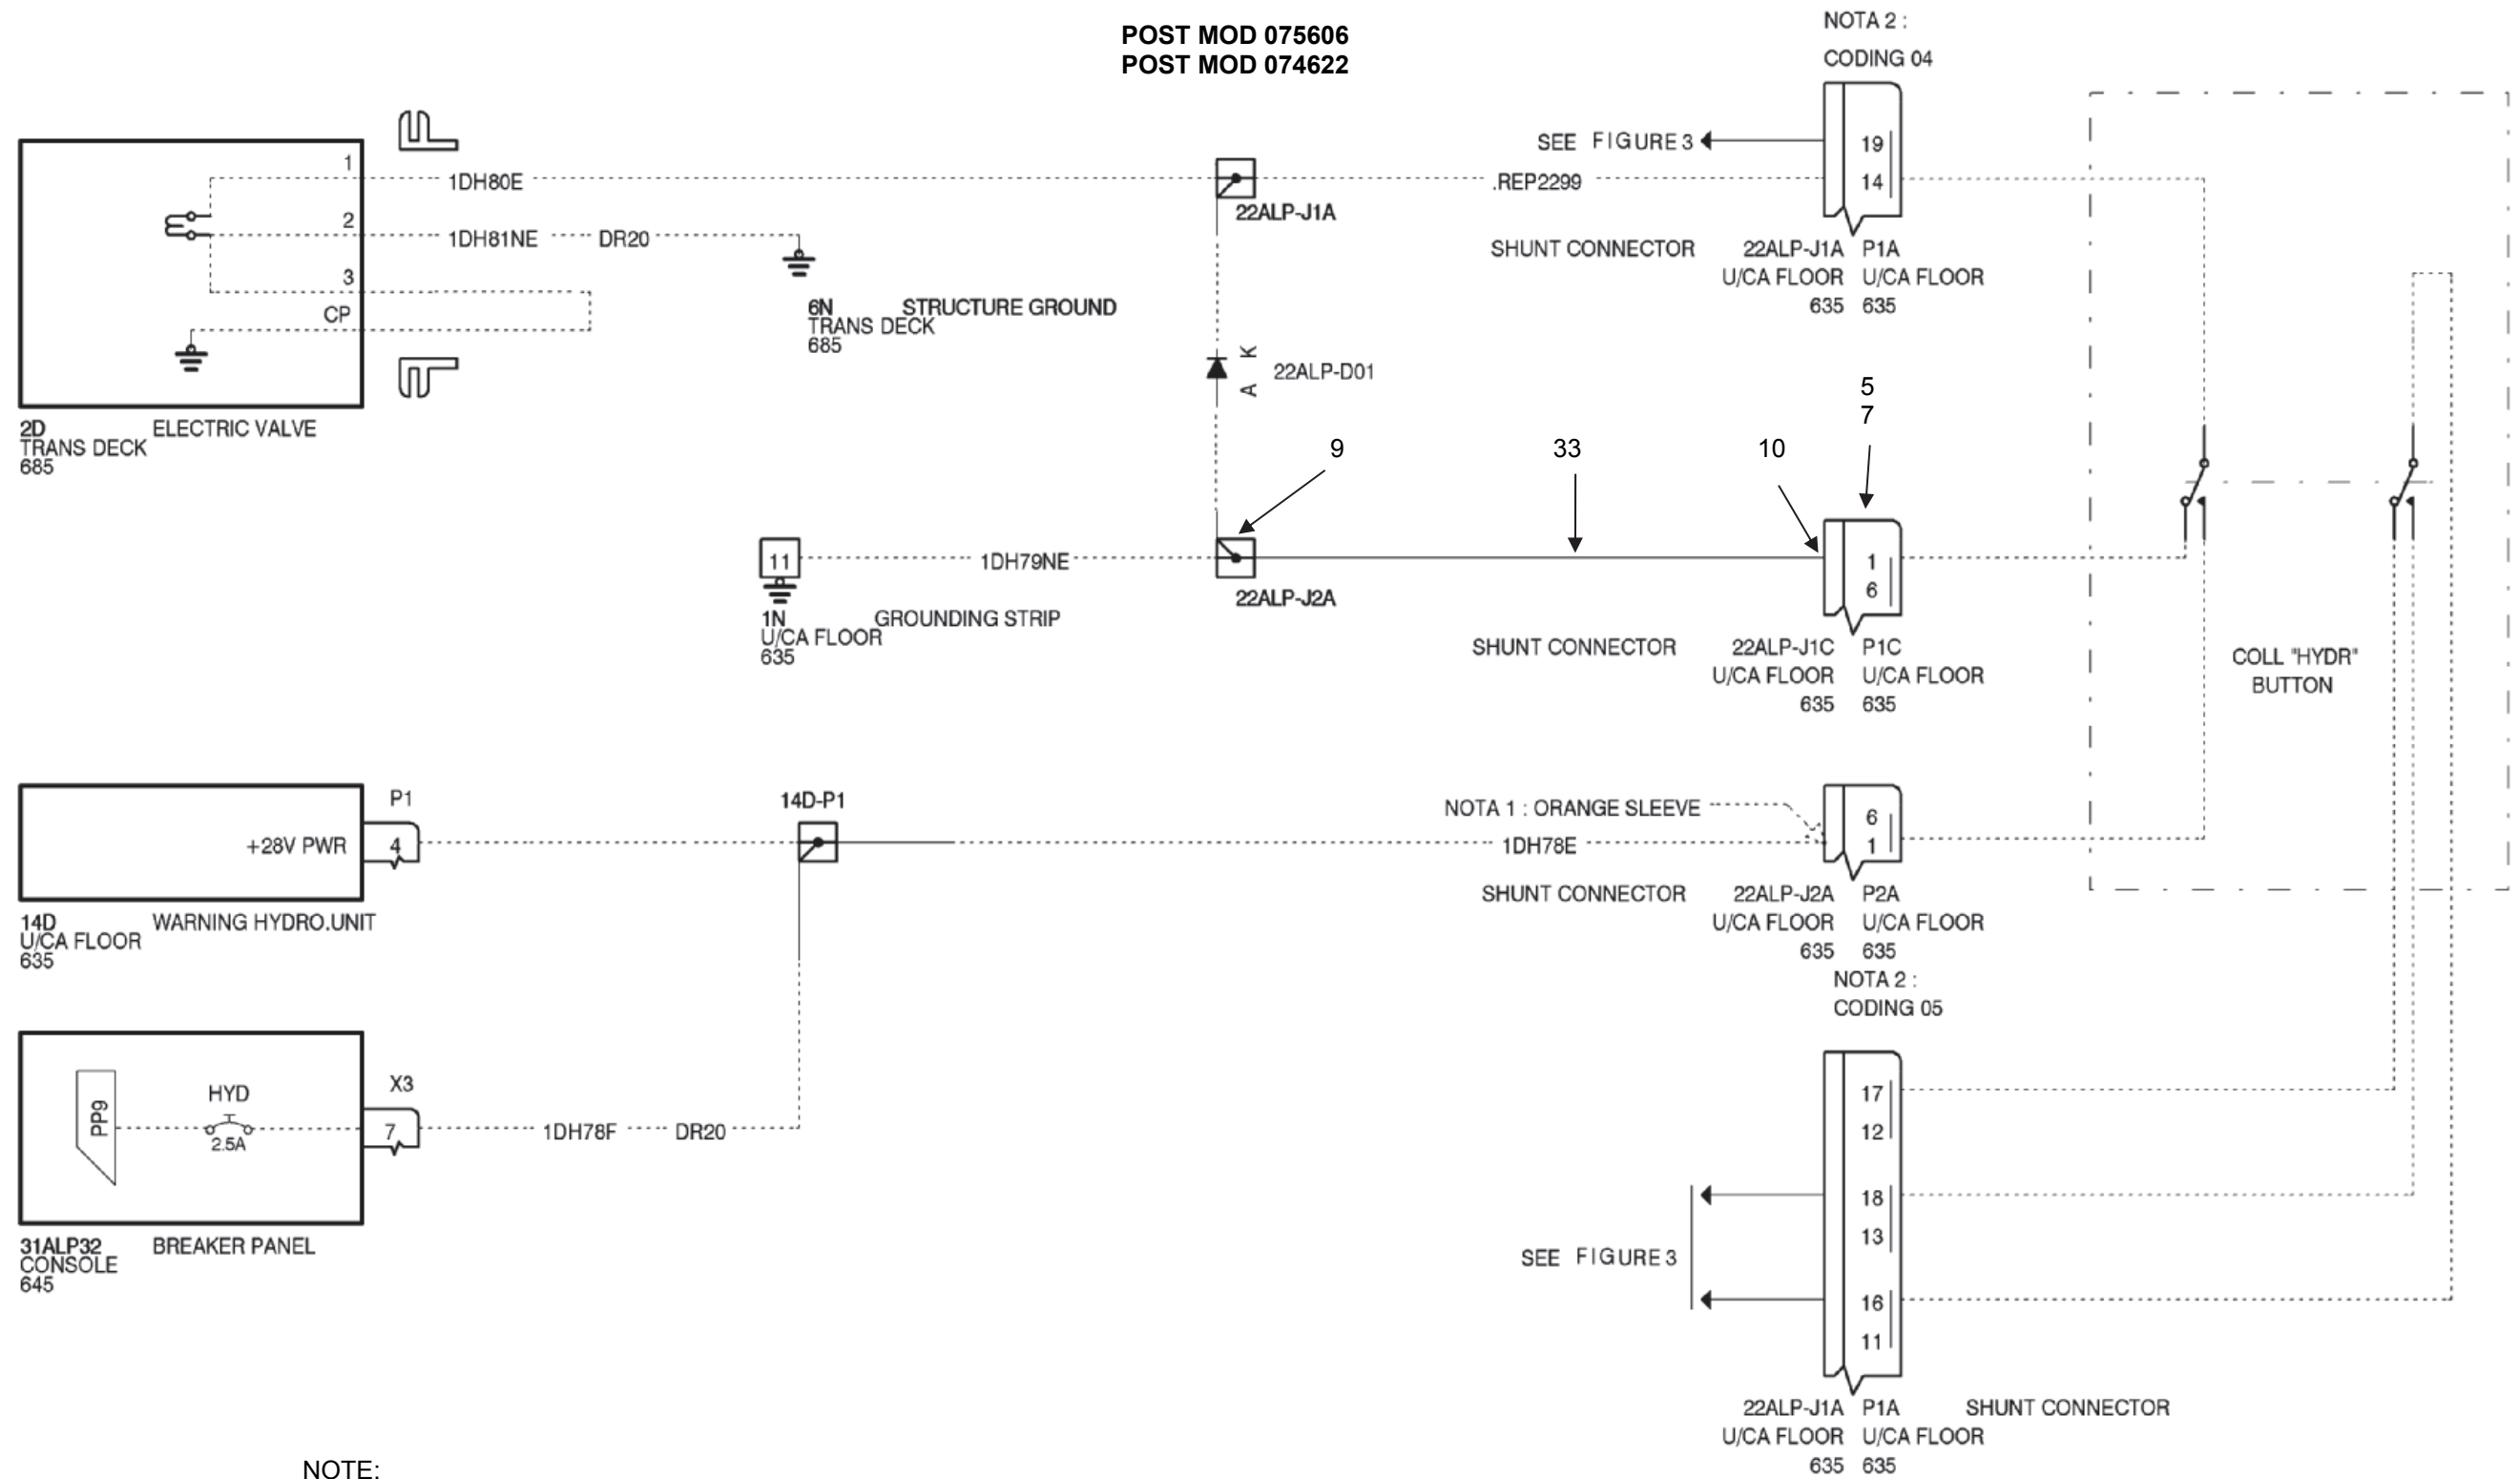 POST MOD 075606
POST MOD 074622
NOTA 2 :
CODING 04
SEE FIGURE 3
19
14
1
1DH80E
22ALP-J1A
.REP2299
2
1DH81NE DR20
3
CP
6N STRUCTURE GROUND
TRANS DECK
685
SHUNT CONNECTOR
22ALP-J1A P1A
U/CA FLOOR U/CA FLOOR
635 635
2D ELECTRIC VALVE
TRANS DECK
685
K
A
22ALP-D01
5
7
9
33
10
11
1DH79NE
22ALP-J2A
1
6
1N GROUNDING STRIP
U/CA FLOOR
635
SHUNT CONNECTOR
22ALP-J1C P1C
U/CA FLOOR U/CA FLOOR
635 635
COLL "HYDR"
BUTTON
P1
+28V PWR
4
14D-P1
NOTA 1 : ORANGE SLEEVE
1DH78E
6
1
14D WARNING HYDRO.UNIT
U/CA FLOOR
635
SHUNT CONNECTOR
22ALP-J2A P2A
U/CA FLOOR U/CA FLOOR
635 635
NOTA 2 :
CODING 05
PP9
HYD
2.5A
X3
7
1DH78F DR20
31ALP32 BREAKER PANEL
CONSOLE
645
17
12
18
13
16
11
SEE FIGURE 3
22ALP-J1A P1A SHUNT CONNECTOR
U/CA FLOOR U/CA FLOOR
635 635
NOTE: